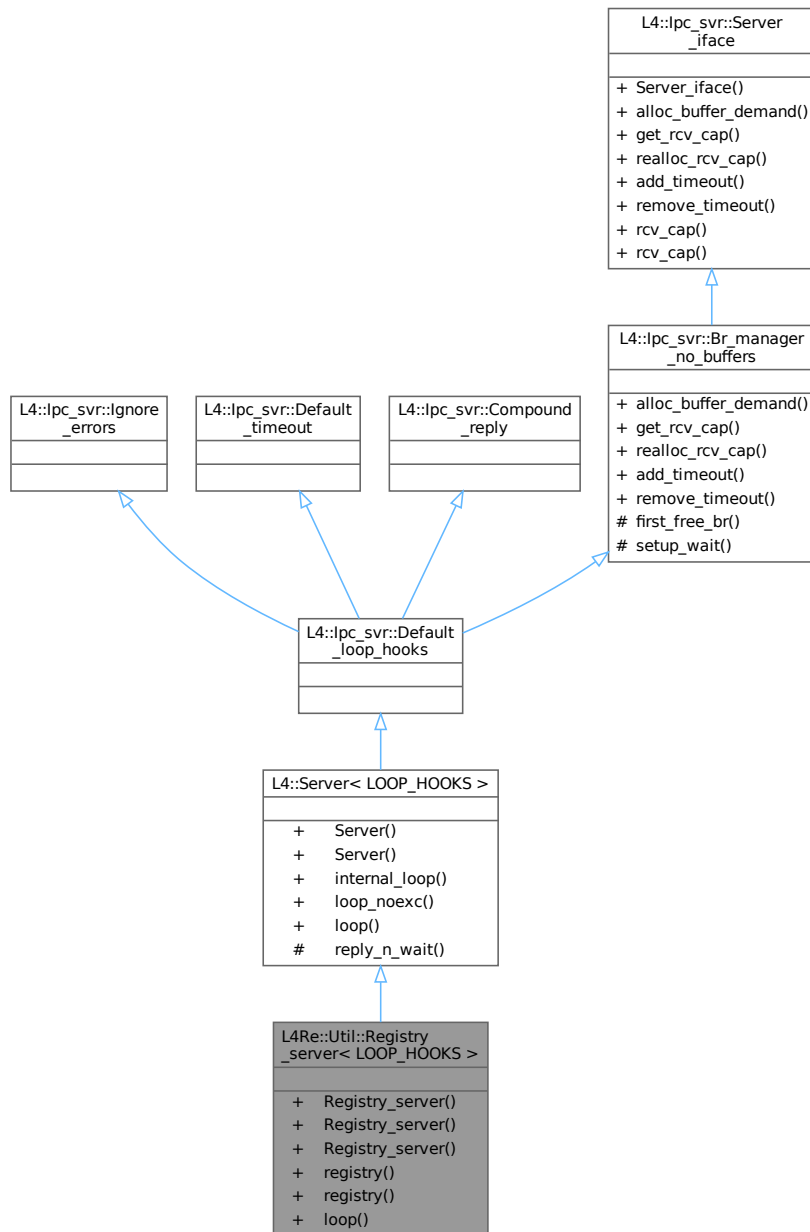 L4::Ipc_svr::Server
_iface
+ Server_iface()
+ alloc_buffer_demand()
+ get_rcv_cap()
+ realloc_rcv_cap()
+ add_timeout()
+ remove_timeout()
+ rcv_cap()
+ rcv_cap()
L4::Ipc_svr::Br_manager
_no_buffers
+ alloc_buffer_demand()
+ get_rcv_cap()
+ realloc_rcv_cap()
+ add_timeout()
+ remove_timeout()
# first_free_br()
# setup_wait()
L4::Ipc_svr::Ignore
_errors
L4::Ipc_svr::Default
_timeout
L4::Ipc_svr::Compound
_reply
L4::Ipc_svr::Default
_loop_hooks
L4::Server< LOOP_HOOKS >
+ Server()
+ Server()
+ internal_loop()
+ loop_noexc()
+ loop()
# reply_n_wait()
L4Re::Util::Registry
_server< LOOP_HOOKS >
+ Registry_server()
+ Registry_server()
+ Registry_server()
+ registry()
+ registry()
+ loop()